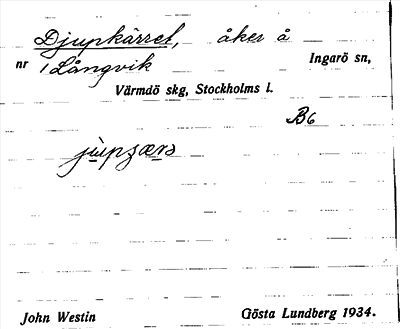 Djupkärret, åker å
nr 1 Långvik Ingarö sn,
Värmdö skg, Stockholms l.
B6
John Westin Gösta Lundberg 1934.